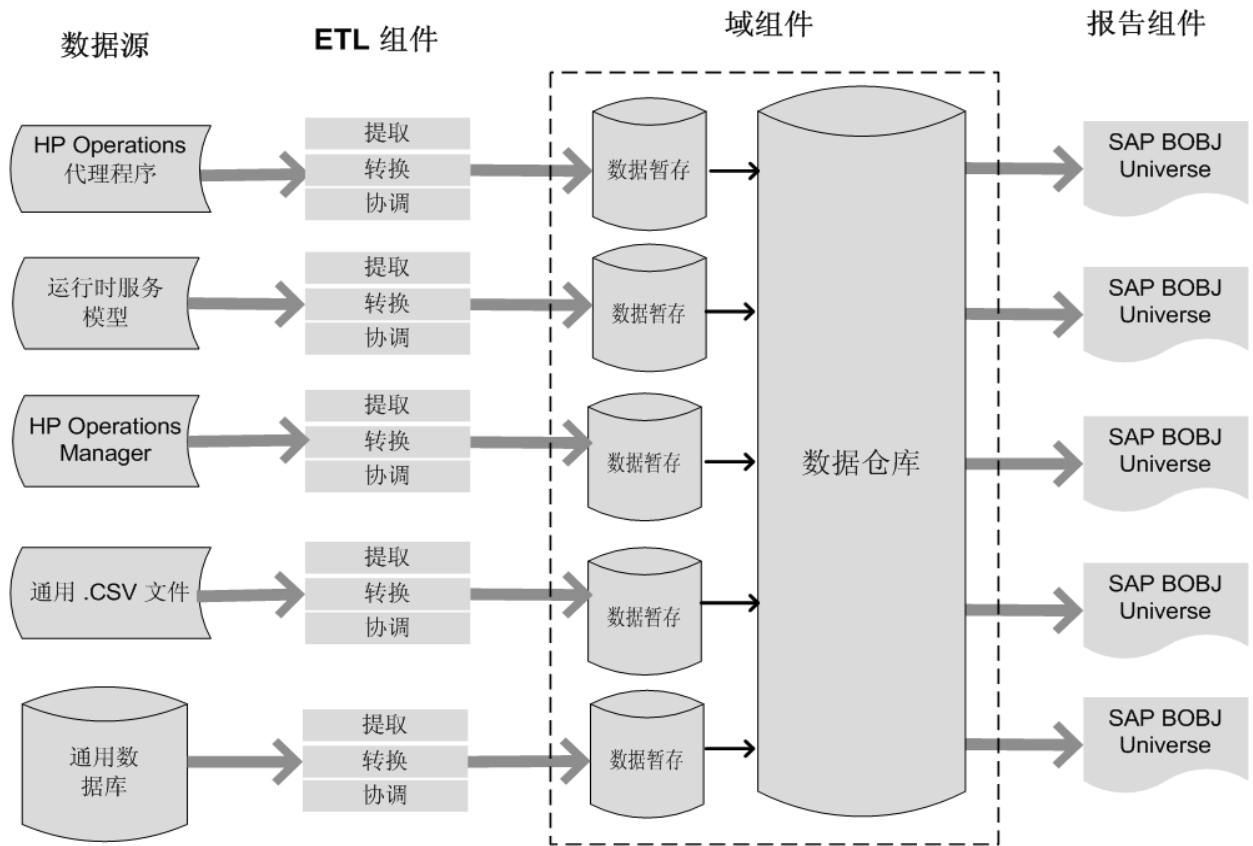 数据源
ETL 组件
域组件
报告组件
HP Operations
代理程序
提取
转换
协调
数据暂存
SAP BOBJ
Universe
运行时服务
模型
提取
转换
协调
数据暂存
SAP BOBJ
Universe
HP Operations
Manager
提取
转换
协调
数据暂存
数据仓库
SAP BOBJ
Universe
通用 .CSV 文件
提取
转换
协调
数据暂存
SAP BOBJ
Universe
通用数
据库
提取
转换
协调
数据暂存
SAP BOBJ
Universe